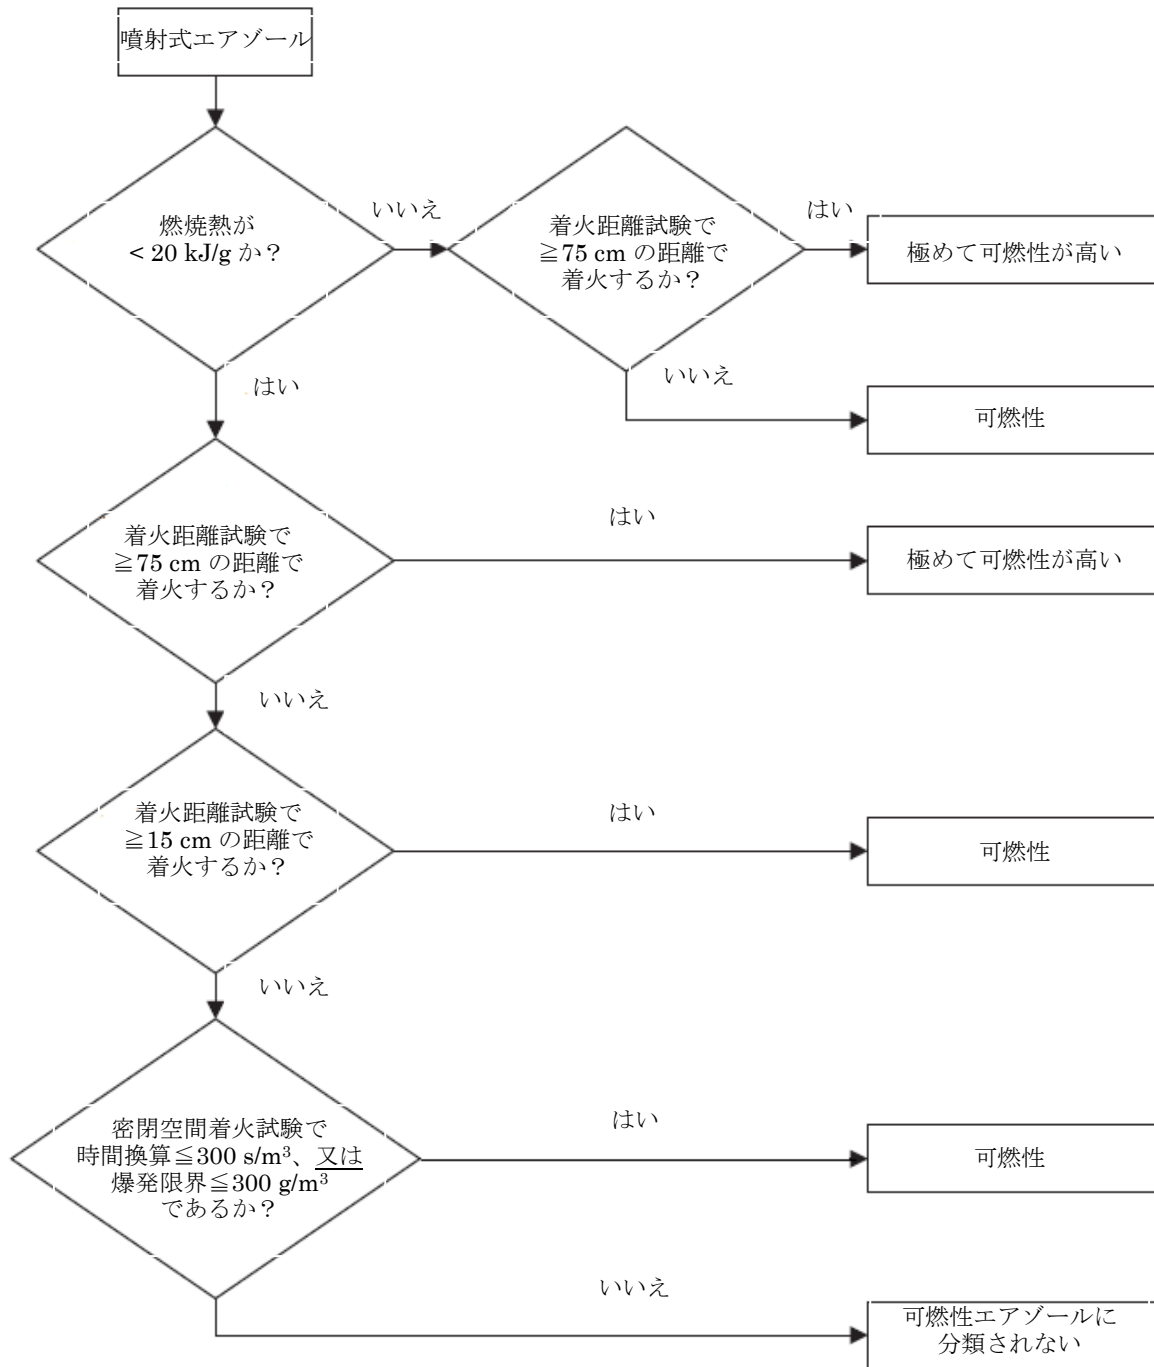 噴射式エアゾール
燃焼熱が
< 20 kJ/g か？
いいえ
着火距離試験で
≧75 cm の距離で
着火するか？
はい
極めて可燃性が高い
いいえ
可燃性
はい
着火距離試験で
≧75 cm の距離で
着火するか？
はい
極めて可燃性が高い
いいえ
着火距離試験で
≧15 cm の距離で
着火するか？
はい
可燃性
いいえ
密閉空間着火試験で
時間換算≦300 s/m³、又は
爆発限界≦300 g/m³
であるか？
はい
可燃性
いいえ
可燃性エアゾールに
分類されない